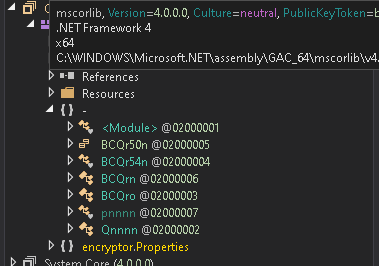 mscorlib, Version=4.0.0.0, Culture=neutral, PublicKeyToken=b
.NET Framework 4
x64
C:\WINDOWS\Microsoft.NET\assembly\GAC_64\mscorlib\v4.
References
Resources
{ } -
<Module> @02000001
BCQr50n @02000005
BCQr54n @02000004
BCQrn @02000006
BCQro @02000003
pnnnn @02000007
Qnnnn @02000002
{ } encryptor.Properties
System.Core (4.0.0.0)